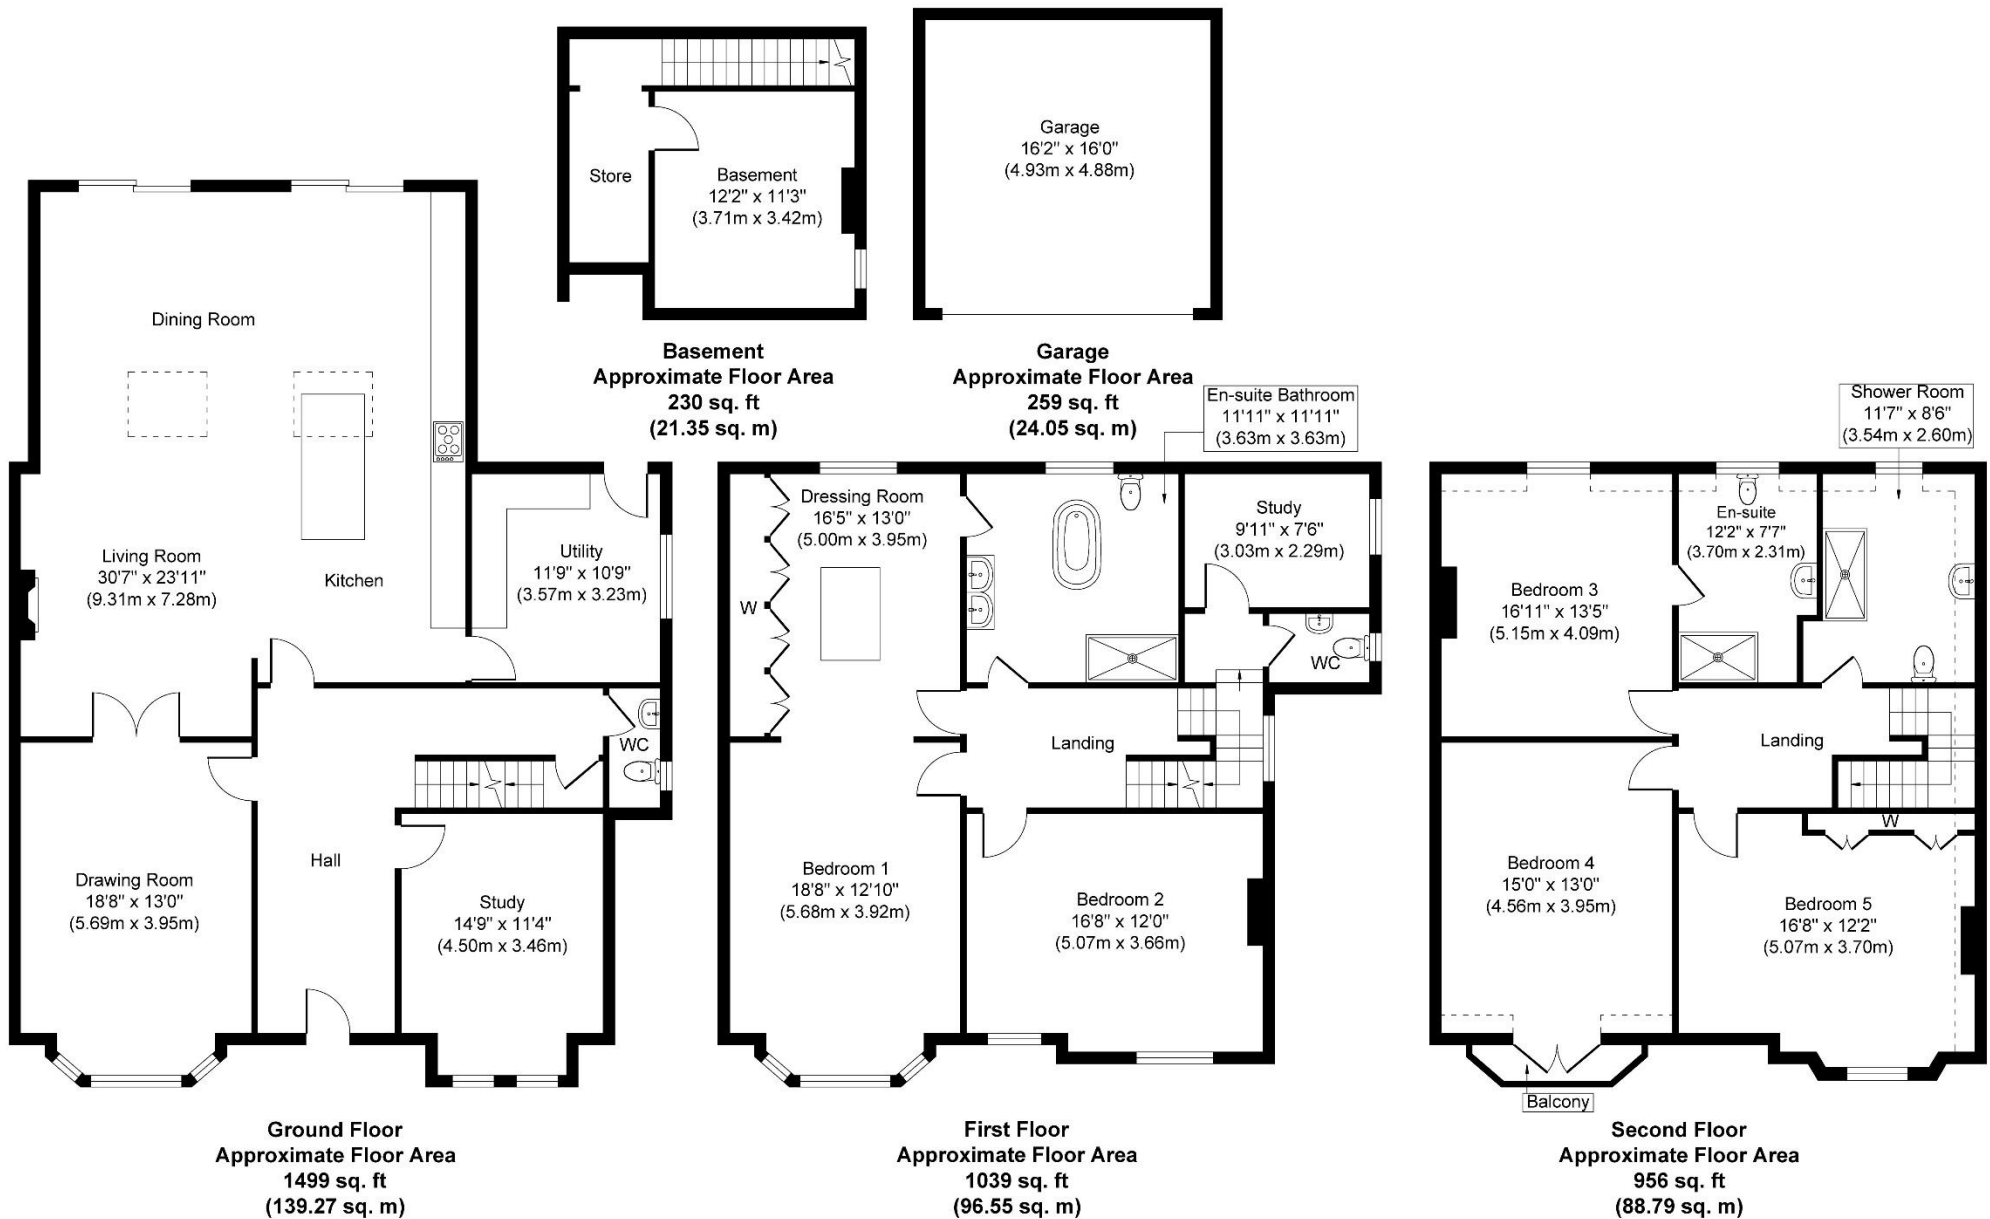 Store
Basement
12'2" x 11'3"
(3.71m x 3.42m)
Basement
Approximate Floor Area
230 sq. ft
(21.35 sq. m)
Garage
16'2" x 16'0"
(4.93m x 4.88m)
Garage
Approximate Floor Area
259 sq. ft
(24.05 sq. m)
Dining Room
Living Room
30'7" x 23'11"
(9.31m x 7.28m)
Kitchen
Utility
11'9" x 10'9"
(3.57m x 3.23m)
WC
Hall
Drawing Room
18'8" x 13'0"
(5.69m x 3.95m)
Study
14'9" x 11'4"
(4.50m x 3.46m)
Ground Floor
Approximate Floor Area
1499 sq. ft
(139.27 sq. m)
En-suite Bathroom
11'11" x 11'11"
(3.63m x 3.63m)
Dressing Room
16'5" x 13'0"
(5.00m x 3.95m)
W
Study
9'11" x 7'6"
(3.03m x 2.29m)
WC
Landing
Bedroom 1
18'8" x 12'10"
(5.68m x 3.92m)
Bedroom 2
16'8" x 12'0"
(5.07m x 3.66m)
First Floor
Approximate Floor Area
1039 sq. ft
(96.55 sq. m)
Shower Room
11'7" x 8'6"
(3.54m x 2.60m)
En-suite
12'2" x 7'7"
(3.70m x 2.31m)
Bedroom 3
16'11" x 13'5"
(5.15m x 4.09m)
Landing
W
Bedroom 4
15'0" x 13'0"
(4.56m x 3.95m)
Bedroom 5
16'8" x 12'2"
(5.07m x 3.70m)
Balcony
Second Floor
Approximate Floor Area
956 sq. ft
(88.79 sq. m)